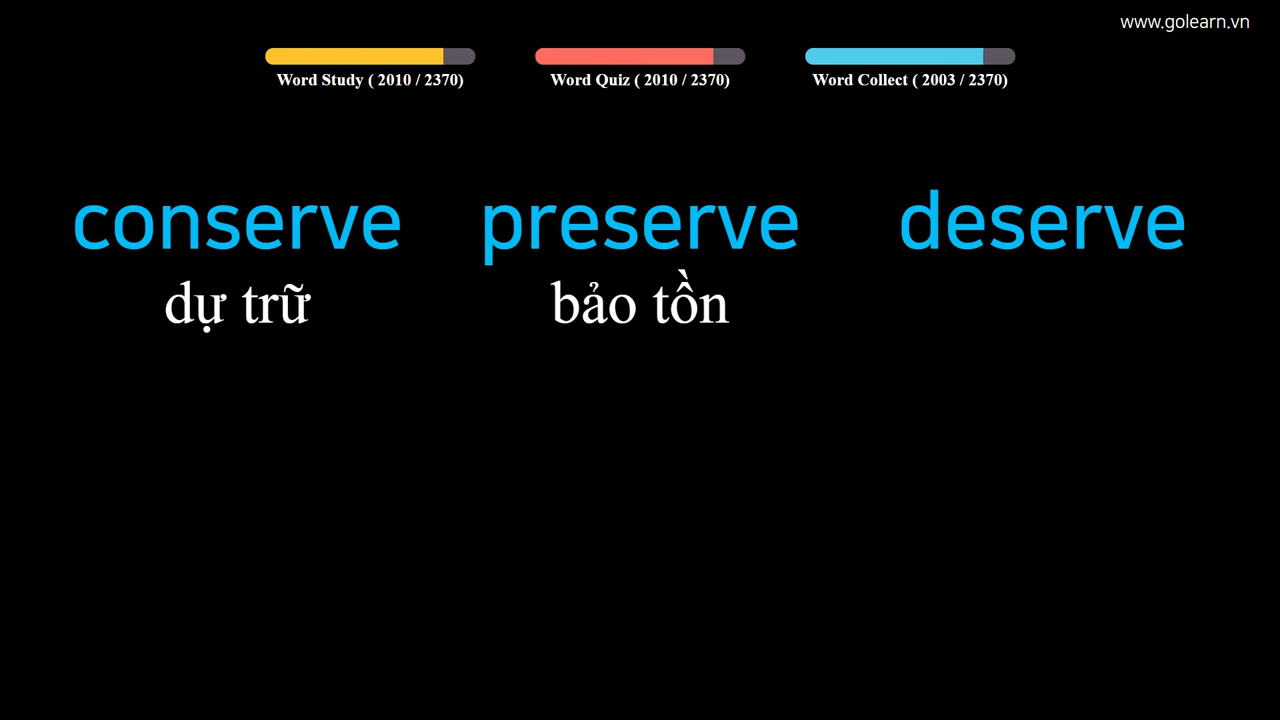 www.golearn.vn
Word Study ( 2010 / 2370) Word Quiz ( 2010 / 2370) Word Collect ( 2003 / 2370)
conserve preserve deserve
dự trữ bảo tồn